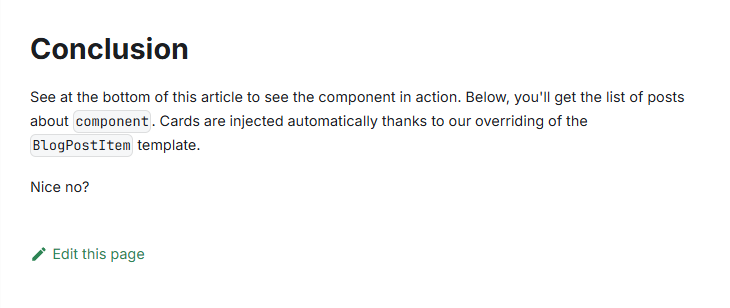 Conclusion
See at the bottom of this article to see the component in action. Below, you'll get the list of posts
about component. Cards are injected automatically thanks to our overriding of the
BlogPostItem template.
Nice no?
Edit this page